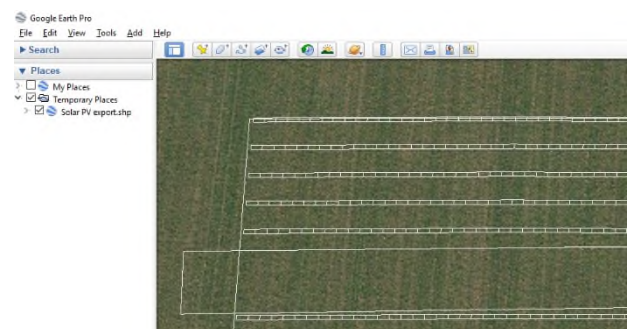 Google Earth Pro
File Edit View Tools Add Help
Search
Places
My Places
Temporary Places
Solar PV export.shp